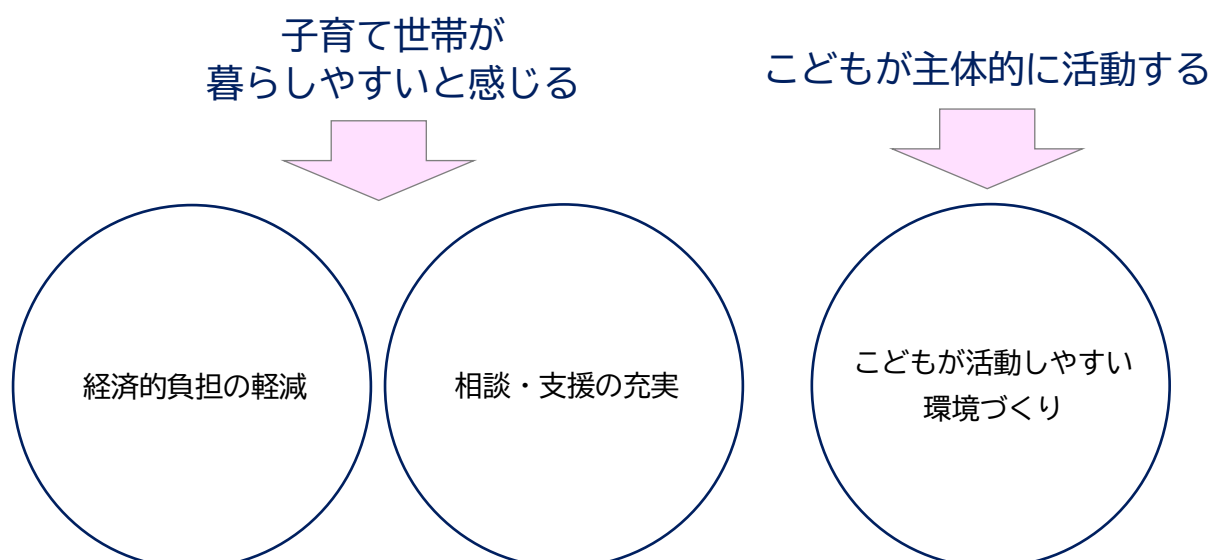 子育て世帯が
暮らしやすいと感じる
こどもが主体的に活動する
経済的負担の軽減
相談・支援の充実
こどもが活動しやすい
環境づくり